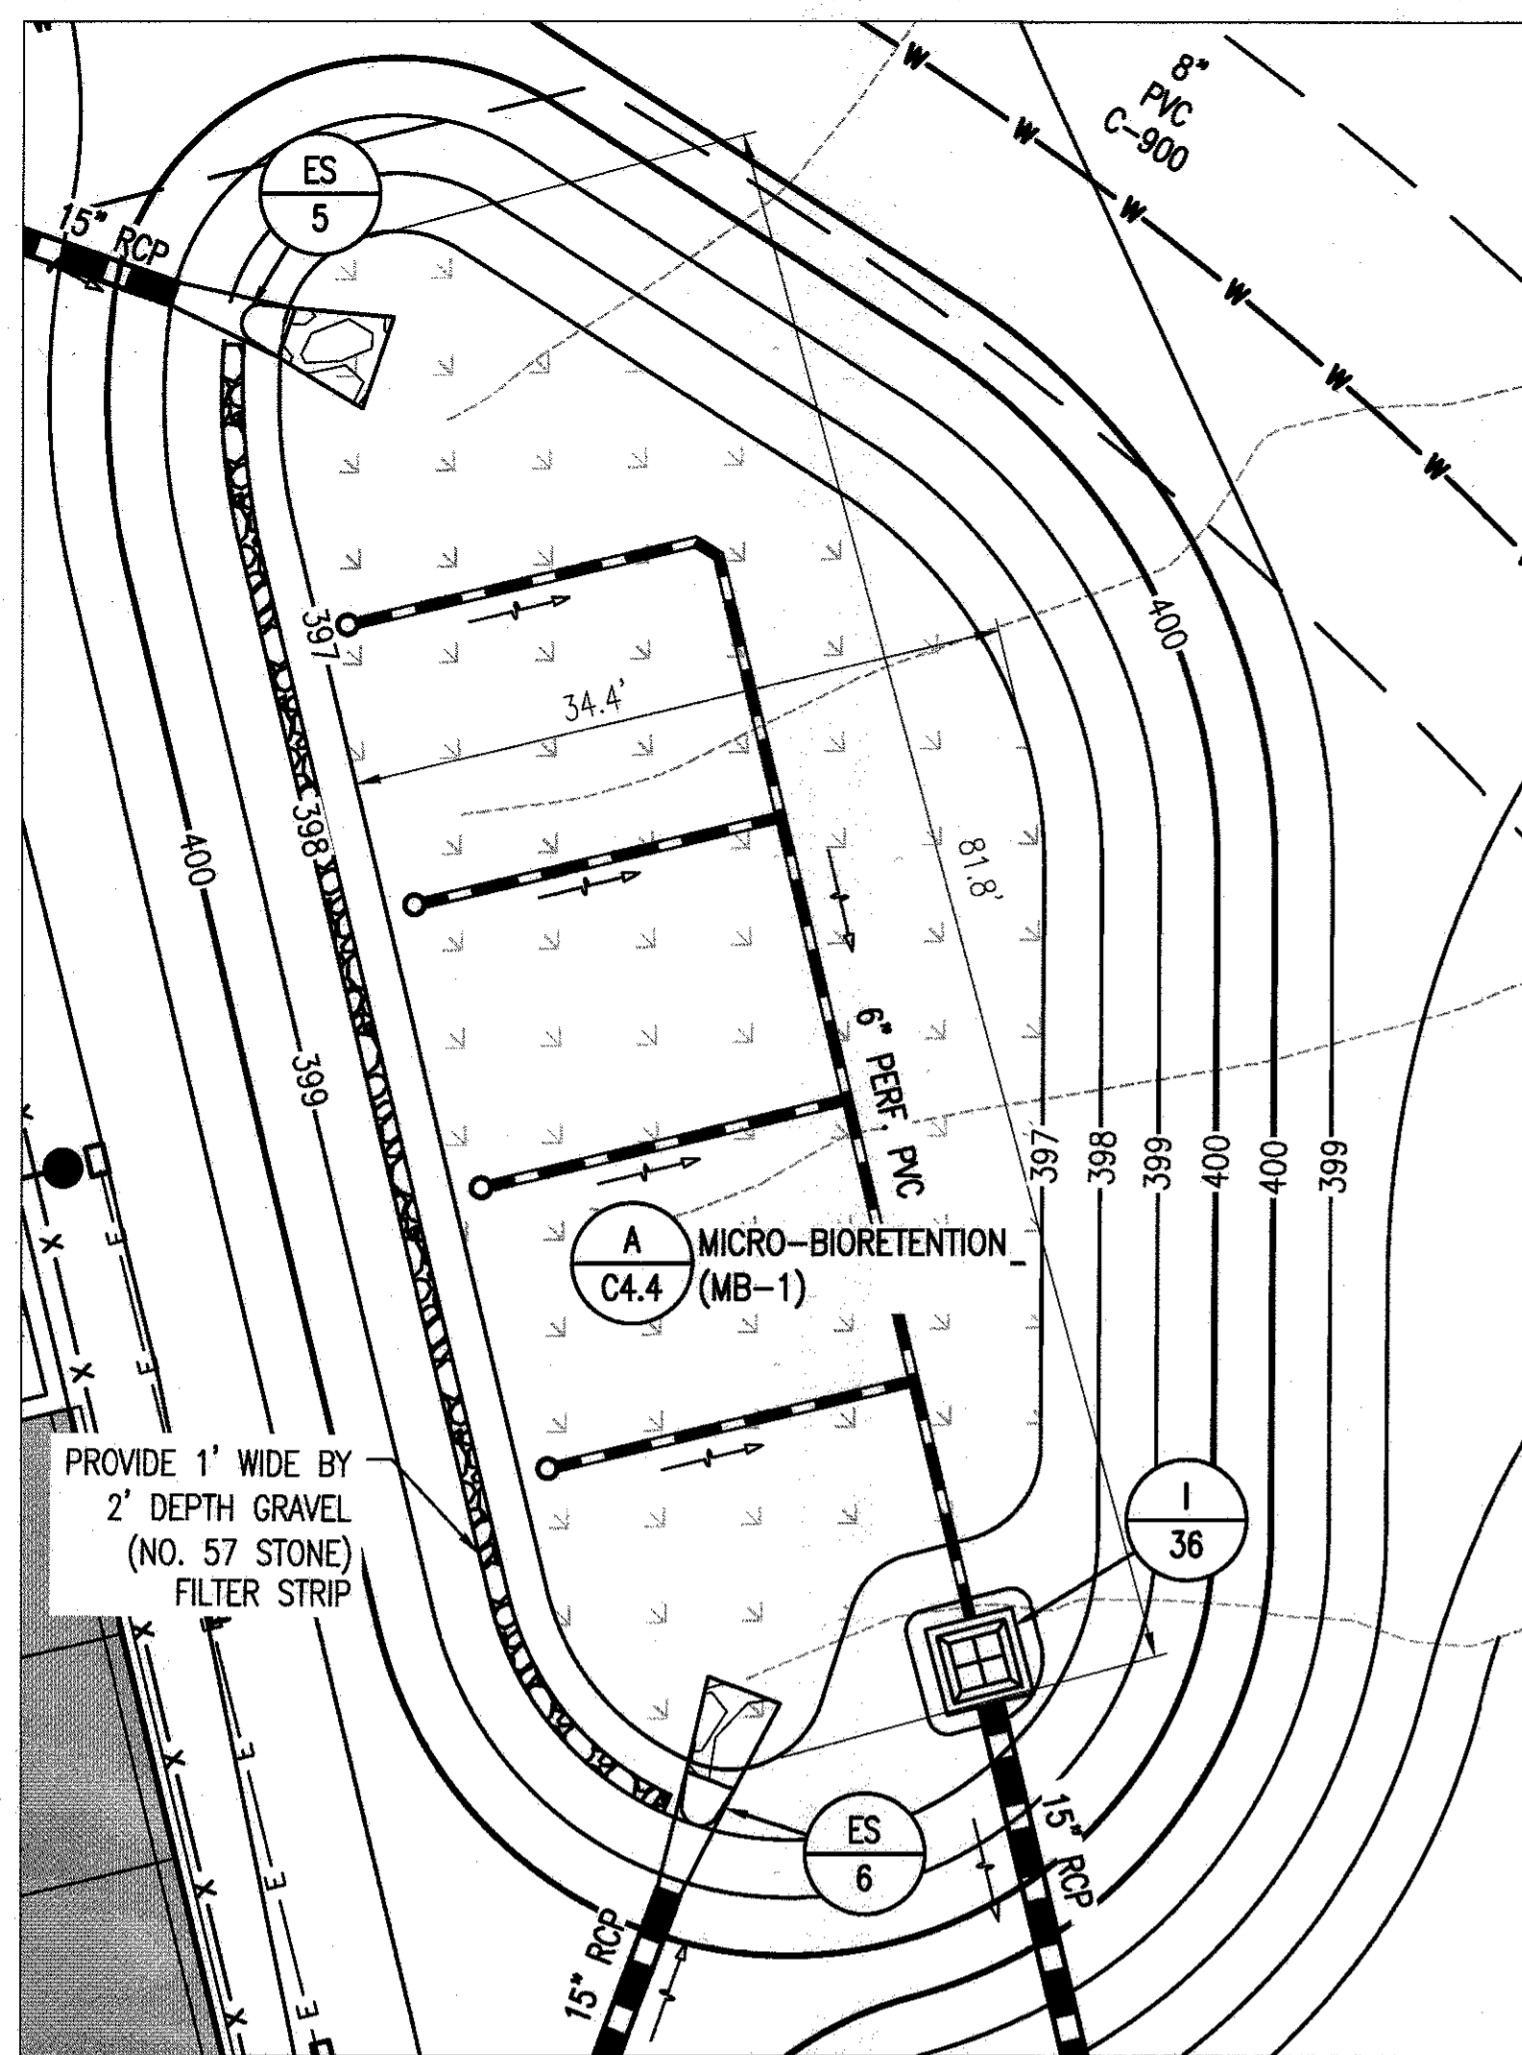 W
W
8"
PVC
C-900
W
W
ES
5
15" RCP
W
W
W
397
400
34.4'
398
400
81.8'
399
6" PERF. PVC
397
398
399
400
400
399
X
X
E
A
C4.4
MICRO-BIORETENTION
(MB-1)
X
E
PROVIDE 1' WIDE BY
2' DEPTH GRAVEL
(NO. 57 STONE)
FILTER STRIP
I
36
X
E
X
E
X
E
X
E
ES
6
15" RCP
15" RCP